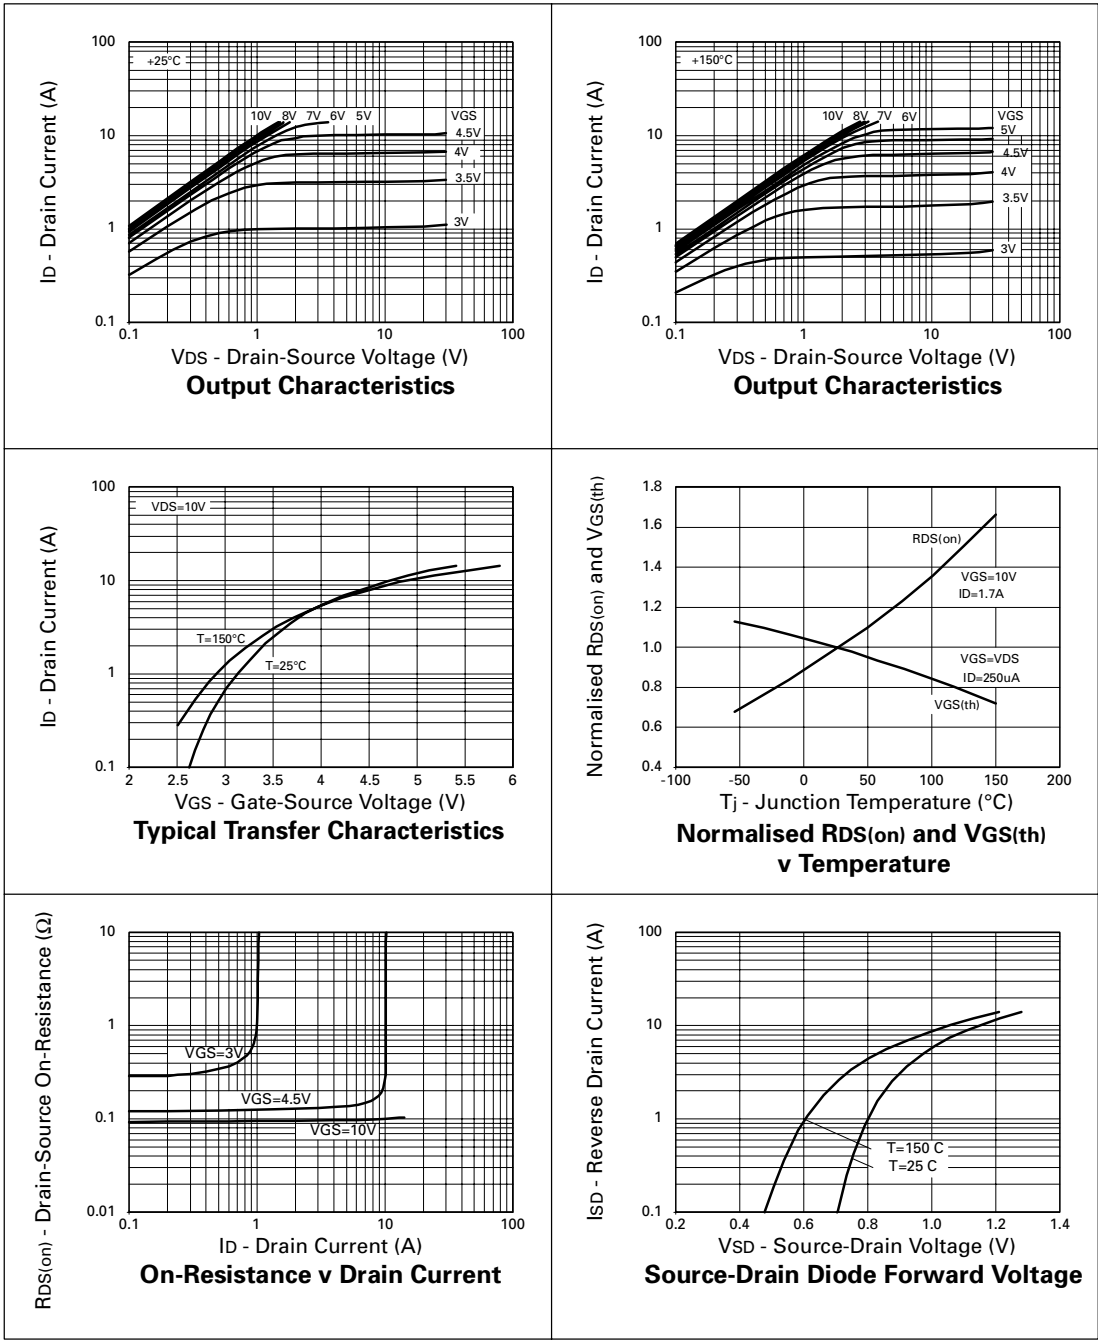 100
10
1
0.1
0.1
1
10
100
+25°C
10V 8V 7V 6V 5V
VGS
4.5V
4V
3.5V
3V
ID - Drain Current (A)
VDS - Drain-Source Voltage (V)
Output Characteristics
100
10
1
0.1
0.1
1
10
100
+150°C
10V 8V 7V 6V
VGS
5V
4.5V
4V
3.5V
3V
ID - Drain Current (A)
VDS - Drain-Source Voltage (V)
Output Characteristics
100
10
1
0.1
2
2.5
3
3.5
4
4.5
5
5.5
6
VDS=10V
T=150°C
T=25°C
ID - Drain Current (A)
VGS - Gate-Source Voltage (V)
Typical Transfer Characteristics
1.8
1.6
1.4
1.2
1.0
0.8
0.6
0.4
-100
-50
0
50
100
150
200
RDS(on)
VGS=10V
ID=1.7A
VGS=VDS
ID=250uA
VGS(th)
Normalised RDS(on) and VGS(th)
Tj - Junction Temperature (°C)
Normalised RDS(on) and VGS(th)
v Temperature
10
1
0.1
0.01
0.1
1
10
100
VGS=3V
VGS=4.5V
VGS=10V
RDS(on) - Drain-Source On-Resistance (Ω)
ID - Drain Current (A)
On-Resistance v Drain Current
100
10
1
0.1
0.2
0.4
0.6
0.8
1.0
1.2
1.4
T=150 C
T=25 C
ISD - Reverse Drain Current (A)
VSD - Source-Drain Voltage (V)
Source-Drain Diode Forward Voltage